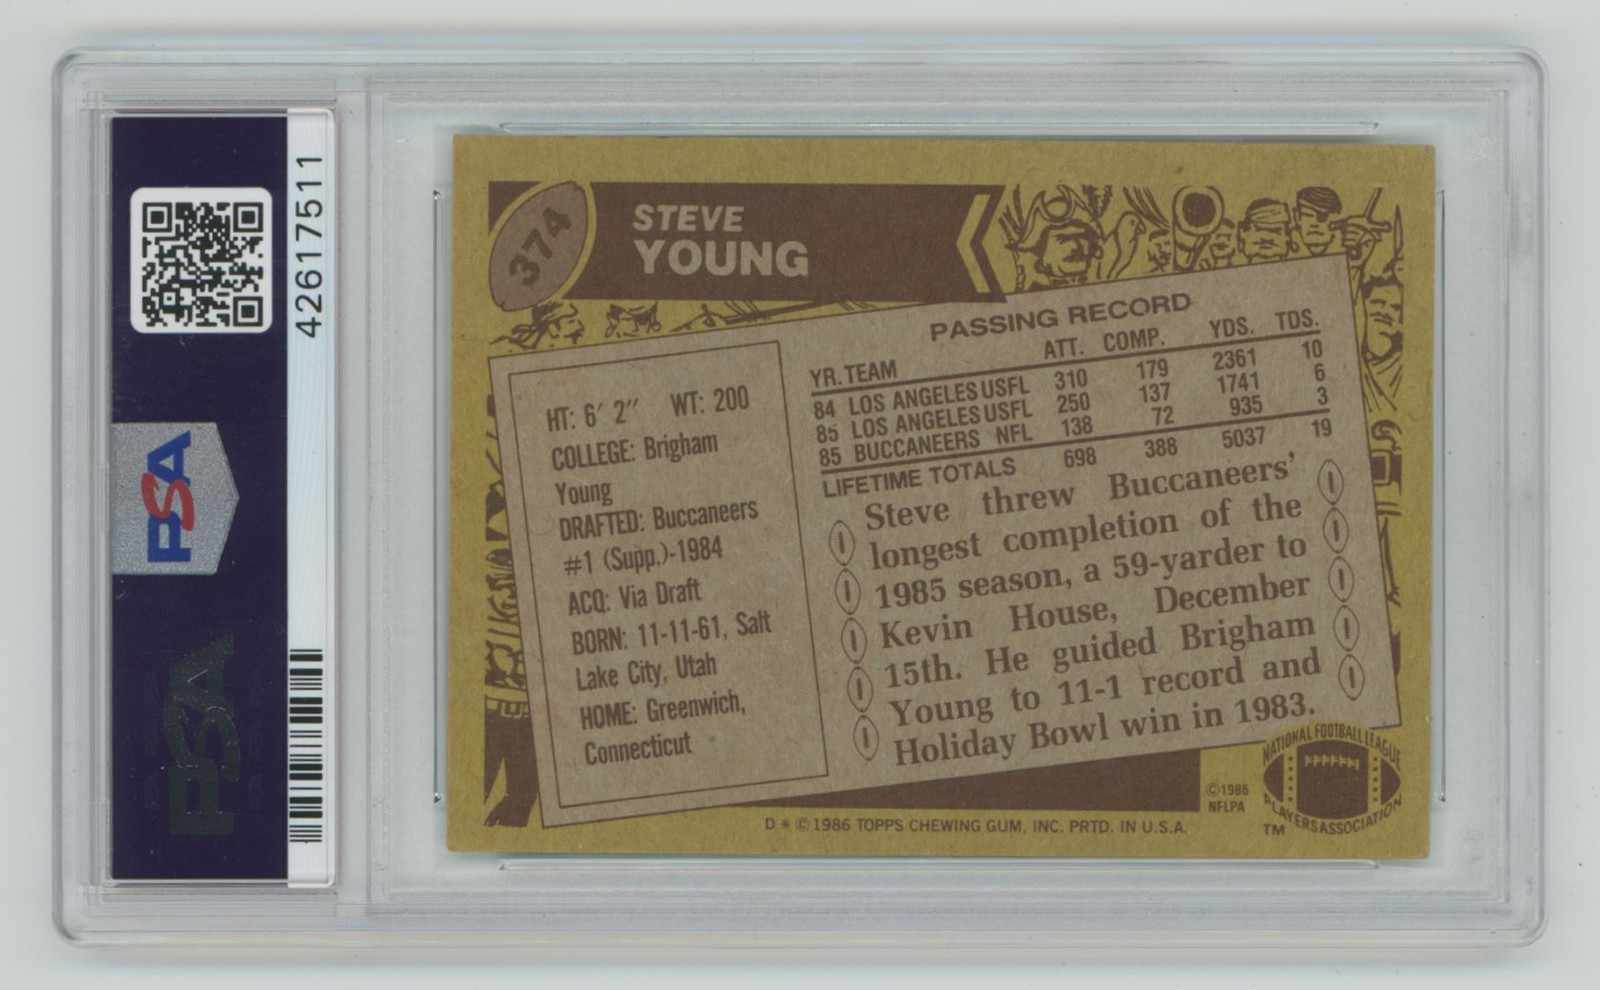 42617511
PSA
PSA
374
STEVE
YOUNG
PASSING RECORD
YR. TEAM ATT. COMP. YDS. TDS.
84 LOS ANGELES USFL 310 179 2361 10
85 LOS ANGELES USFL 250 137 1741 6
85 BUCCANEERS NFL 138 72 935 3
LIFETIME TOTALS 698 388 5037 19
HT: 6′ 2″ WT: 200
COLLEGE: Brigham
Young
DRAFTED: Buccaneers
#1 (Supp.)-1984
ACQ: Via Draft
BORN: 11-11-61, Salt
Lake City, Utah
HOME: Greenwich,
Connecticut
Steve threw Buccaneers’
longest completion of the
1985 season, a 59-yarder to
Kevin House, December
15th. He guided Brigham
Young to 11-1 record and
Holiday Bowl win in 1983.
©1986
NFLPA
NATIONAL FOOTBALL LEAGUE
PLAYERS ASSOCIATION
TM
D * © 1986 TOPPS CHEWING GUM, INC. PRTD. IN U.S.A.